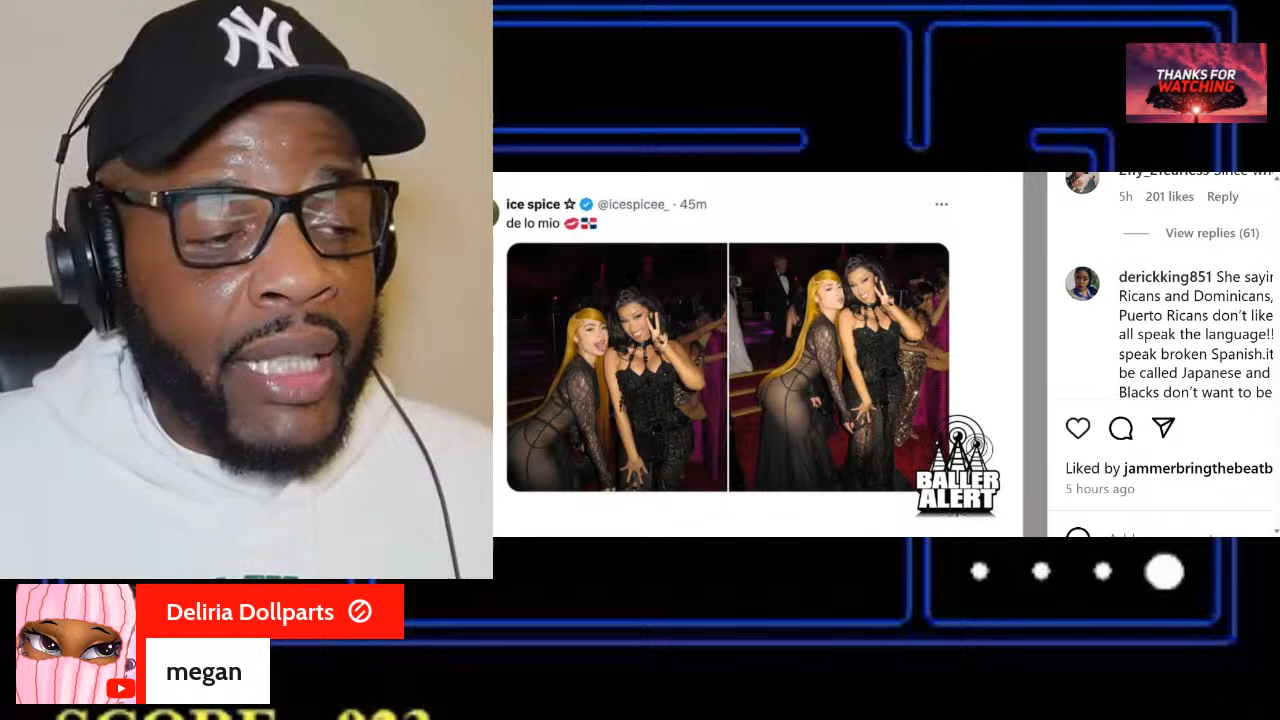 NY
THANKS FOR
WATCHING
ice spice ☆ @icespicee_ · 45m
de lo mio 💋🇩🇴
BALLER
ALERT
5h 201 likes Reply
View replies (61)
derickking851 She sayin
Ricans and Dominicans,
Puerto Ricans don't like
all speak the language!!
speak broken Spanish.it
be called Japanese and
Blacks don't want to be
Liked by jammerbringthebeatb
5 hours ago
Deliria Dollparts
megan
SCORE 023